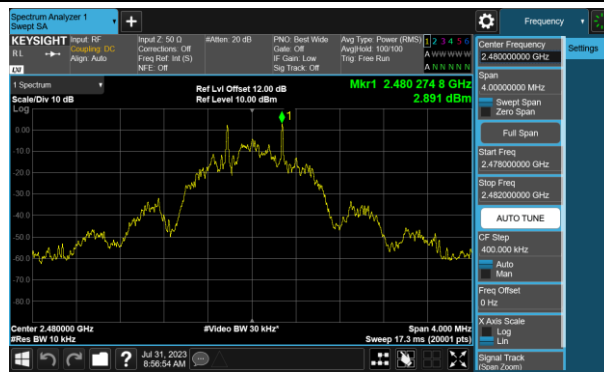 Spectrum Analyzer 1
Swept SA
Frequency
KEYSIGHT
Input: RF
Coupling: DC
Align: Auto
Input Z: 50 Ω
Corrections: Off
Freq Ref: Int (S)
NFE: Off
#Atten: 20 dB
PNO: Best Wide
Gate: Off
IF Gain: Low
Sig Track: Off
Avg Type: Power (RMS)
Avg|Hold: 100/100
Trig: Free Run
1 2 3 4 5 6
A W W W W W
A N N N N N
RL
LXI
1 Spectrum
Scale/Div 10 dB
Log
Ref Lvl Offset 12.00 dB
Ref Level 10.00 dBm
Mkr1 2.480 274 8 GHz
2.891 dBm
1
0.00
-10.0
-20.0
-30.0
-40.0
-50.0
-60.0
-70.0
-80.0
Center 2.480000 GHz
#Res BW 10 kHz
#Video BW 30 kHz*
Span 4.000 MHz
Sweep 17.3 ms (20001 pts)
Jul 31, 2023
8:56:54 AM
Center Frequency
2.480000000 GHz
Settings
Span
4.00000000 MHz
Swept Span
Zero Span
Full Span
Start Freq
2.478000000 GHz
Stop Freq
2.482000000 GHz
AUTO TUNE
CF Step
400.000 kHz
Auto
Man
Freq Offset
0 Hz
X Axis Scale
Log
Lin
Signal Track
(Span Zoom)